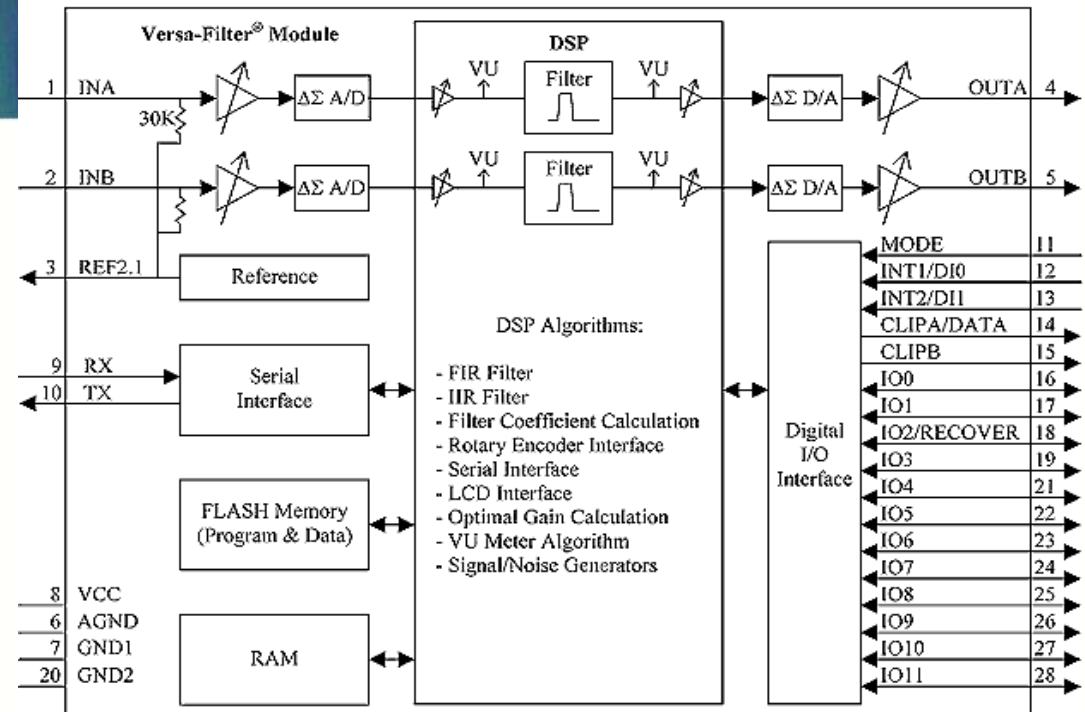 Versa-Filter® Module
DSP
1 INA
30K
ΔΣ A/D
VU
Filter
VU
ΔΣ D/A
OUTA 4
2 INB
ΔΣ A/D
VU
Filter
VU
ΔΣ D/A
OUTB 5
3 REF2.1
Reference
9 RX
10 TX
Serial
Interface
FLASH Memory
(Program & Data)
8 VCC
6 AGND
7 GND1
20 GND2
RAM
DSP Algorithms:
- FIR Filter
- IIR Filter
- Filter Coefficient Calculation
- Rotary Encoder Interface
- Serial Interface
- LCD Interface
- Optimal Gain Calculation
- VU Meter Algorithm
- Signal/Noise Generators
Digital
I/O
Interface
MODE 11
INT1/DI0 12
INT2/DI1 13
CLIPA/DATA 14
CLIPB 15
IO0 16
IO1 17
IO2/RECOVER 18
IO3 19
IO4 21
IO5 22
IO6 23
IO7 24
IO8 25
IO9 26
IO10 27
IO11 28